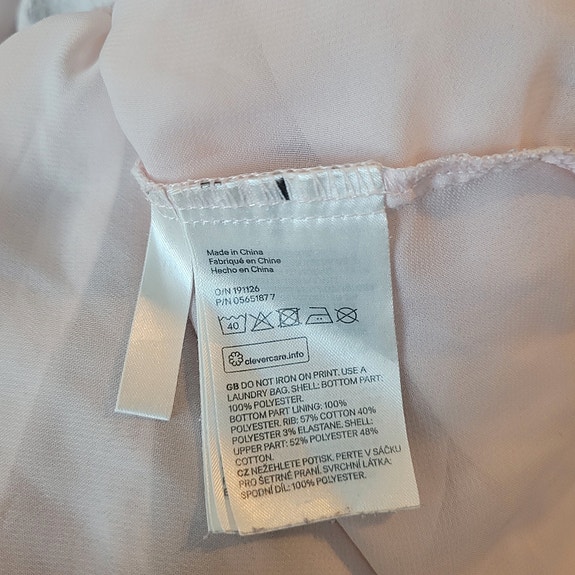 Made in China
Fabriqué en Chine
Hecho en China
O/N 191126
P/N 0565187 7
40
clevercare.info
GB DO NOT IRON ON PRINT. USE A
LAUNDRY BAG. SHELL: BOTTOM PART:
100% POLYESTER.
BOTTOM PART LINING: 100%
POLYESTER. RIB: 57% COTTON 40%
POLYESTER 3% ELASTANE. SHELL:
UPPER PART: 52% POLYESTER 48%
COTTON.
CZ NEŽEHLETE POTISK. PERTE V SÁČKU
PRO ŠETRNÉ PRANÍ. SVRCHNÍ LÁTKA:
SPODNÍ DÍL: 100% POLYESTER.